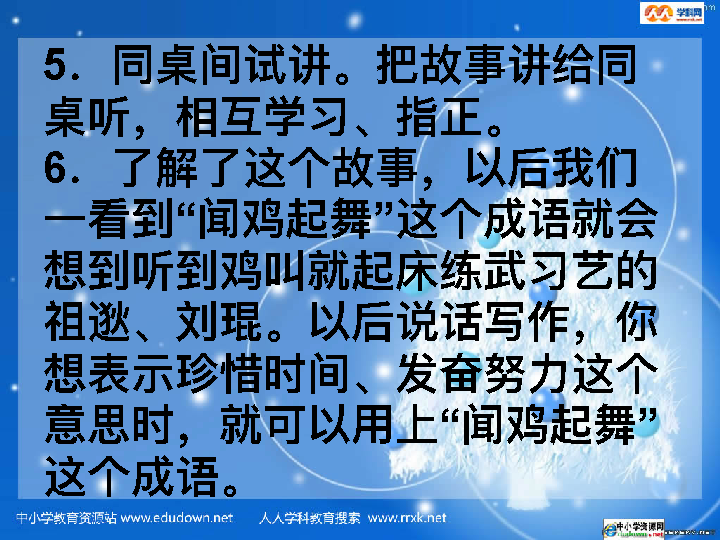 学科网
5．同桌间试讲。把故事讲给同
桌听，相互学习、指正。
6．了解了这个故事，以后我们
一看到“闻鸡起舞”这个成语就会
想到听到鸡叫就起床练武习艺的
祖逖、刘琨。以后说话写作，你
想表示珍惜时间、发奋努力这个
意思时，就可以用上“闻鸡起舞”
这个成语。
中小学教育资源站 www.edudown.net 人人学科教育搜索 www.rrxk.net
中小学资源网